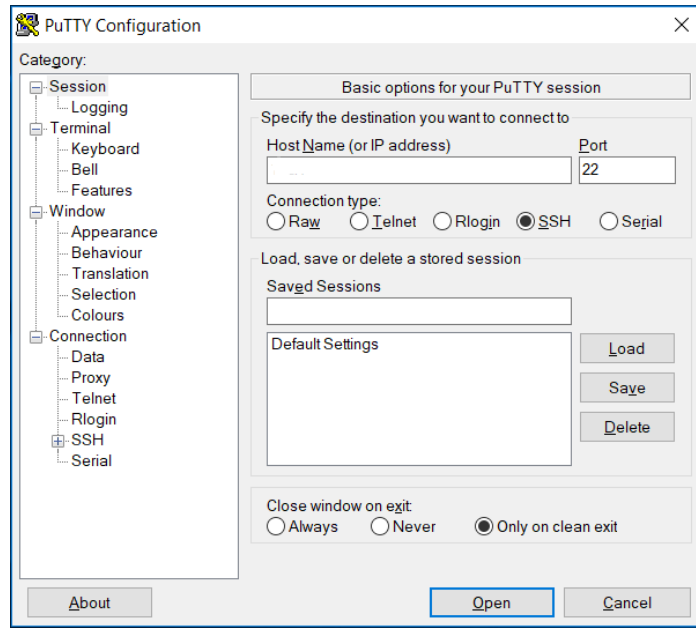 PuTTY Configuration
Category:
Session
Logging
Terminal
Keyboard
Bell
Features
Window
Appearance
Behaviour
Translation
Selection
Colours
Connection
Data
Proxy
Telnet
Rlogin
SSH
Serial
Basic options for your PuTTY session
Specify the destination you want to connect to
Host Name (or IP address) Port
22
Connection type:
Raw Telnet Rlogin SSH Serial
Load, save or delete a stored session
Saved Sessions
Default Settings
Load
Save
Delete
Close window on exit:
Always Never Only on clean exit
About Open Cancel